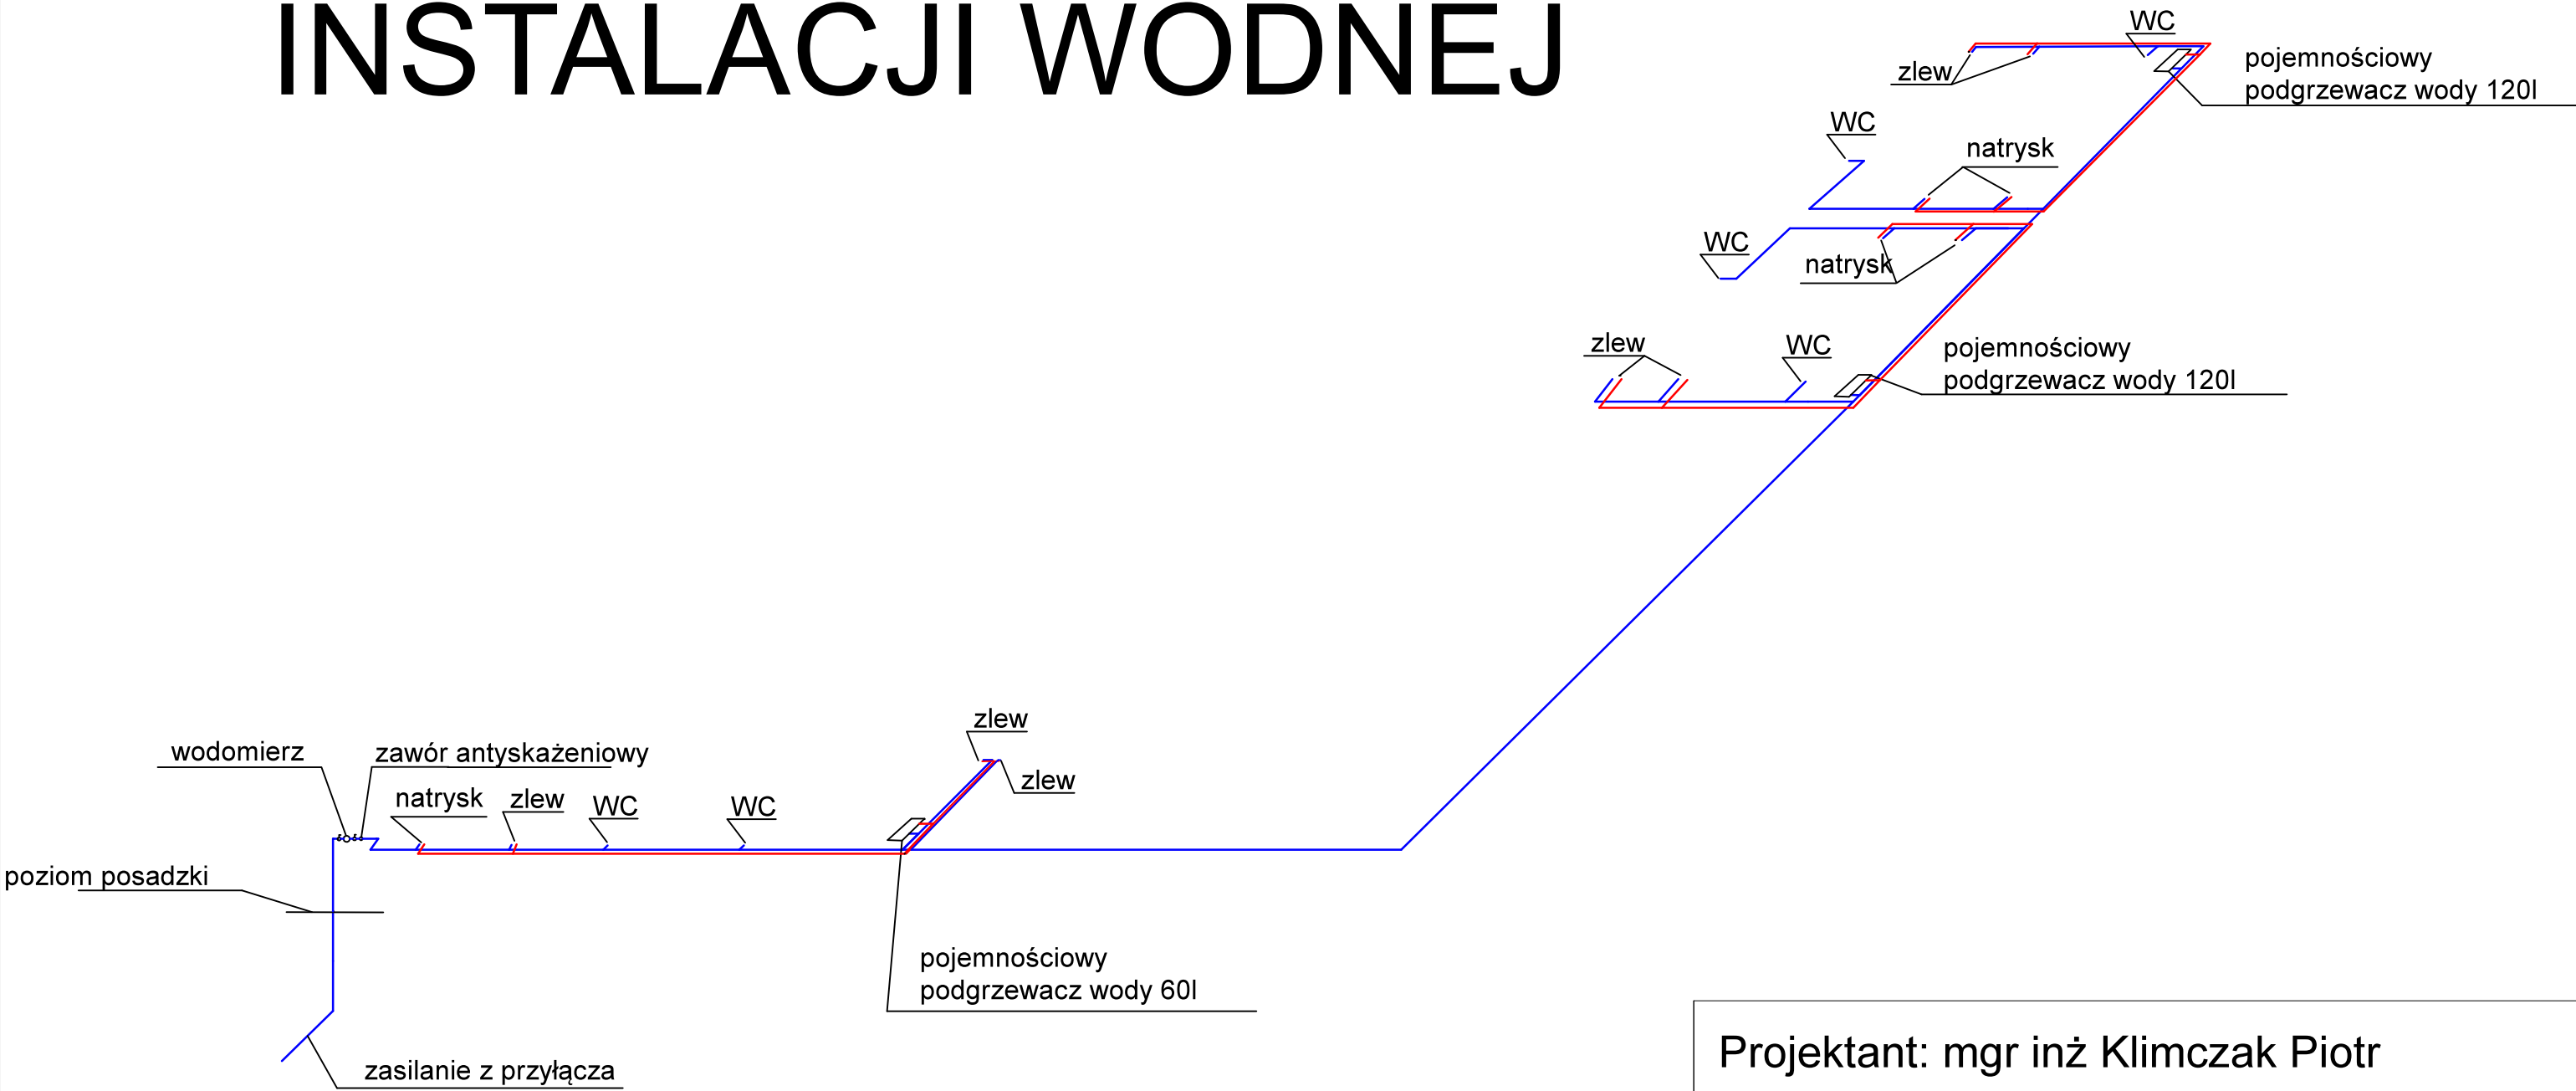 INSTALACJI WODNEJ
WC
pojemnościowy
podgrzewacz wody 120l
zlew
WC
natrysk
WC
natrysk
zlew
WC
pojemnościowy
podgrzewacz wody 120l
zlew
zlew
wodomierz
zawór antyskażeniowy
natrysk
zlew
WC
WC
poziom posadzki
pojemnościowy
podgrzewacz wody 60l
zasilanie z przyłącza
Projektant: mgr inż Klimczak Piotr